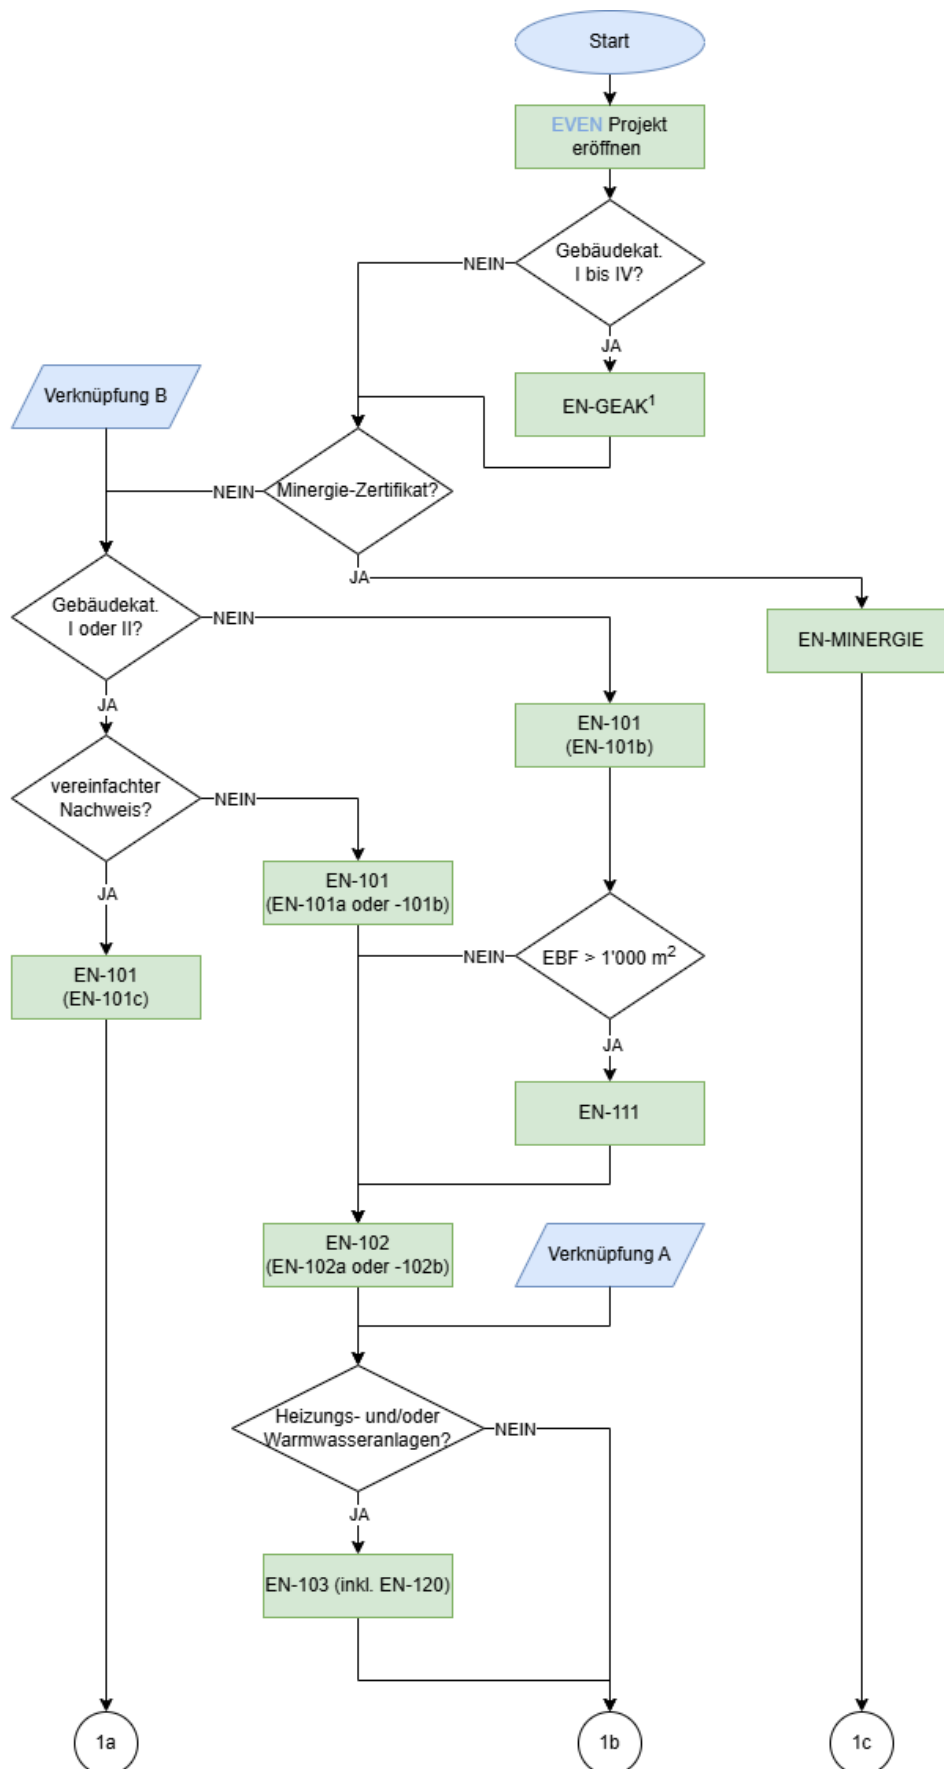 Start
EVEN Projekt
eröffnen
Gebäudekat.
I bis IV?
NEIN
JA
EN-GEAK¹
Verknüpfung B
Minergie-Zertifikat?
NEIN
JA
EN-MINERGIE
Gebäudekat.
I oder II?
NEIN
JA
EN-101
(EN-101b)
vereinfachter
Nachweis?
NEIN
JA
EN-101
(EN-101a oder -101b)
EBF > 1'000 m²
NEIN
JA
EN-101
(EN-101c)
EN-111
EN-102
(EN-102a oder -102b)
Verknüpfung A
Heizungs- und/oder
Warmwasseranlagen?
NEIN
JA
EN-103 (inkl. EN-120)
1a
1b
1c